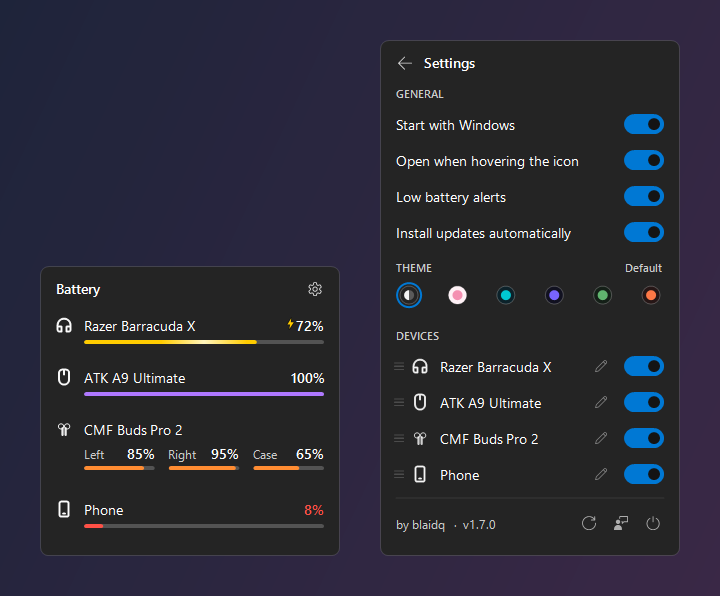 Battery
Razer Barracuda X 72%
ATK A9 Ultimate 100%
CMF Buds Pro 2
Left 85% Right 95% Case 65%
Phone 8%
Settings
GENERAL
Start with Windows
Open when hovering the icon
Low battery alerts
Install updates automatically
THEME Default
DEVICES
Razer Barracuda X
ATK A9 Ultimate
CMF Buds Pro 2
Phone
by blaidq · v1.7.0